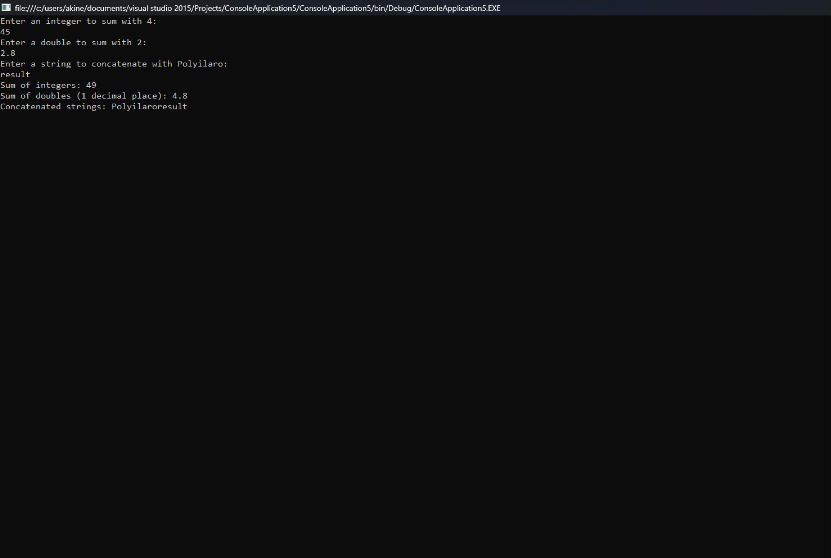 file:///c:/users/akine/documents/visual studio 2015/Projects/ConsoleApplication5/ConsoleApplication5/bin/Debug/ConsoleApplication5.EXE
Enter an integer to sum with 4:
45
Enter a double to sum with 2:
2.8
Enter a string to concatenate with Polyilaro:
result
Sum of integers: 49
Sum of doubles (1 decimal place): 4.8
Concatenated strings: Polyilaroresult